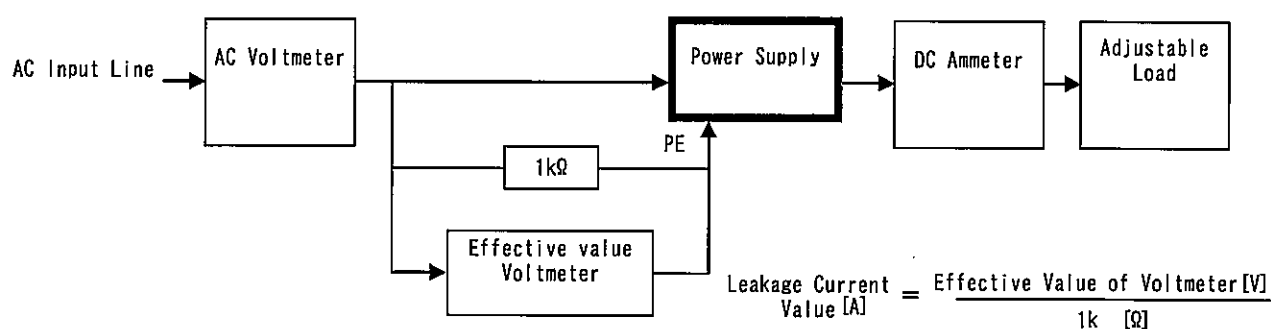 AC Input Line
AC Voltmeter
Power Supply
DC Ammeter
Adjustable
Load
PE
1kΩ
Effective value
Voltmeter
Leakage Current
Value[A]
=
Effective Value of Voltmeter[V]
1k [Ω]